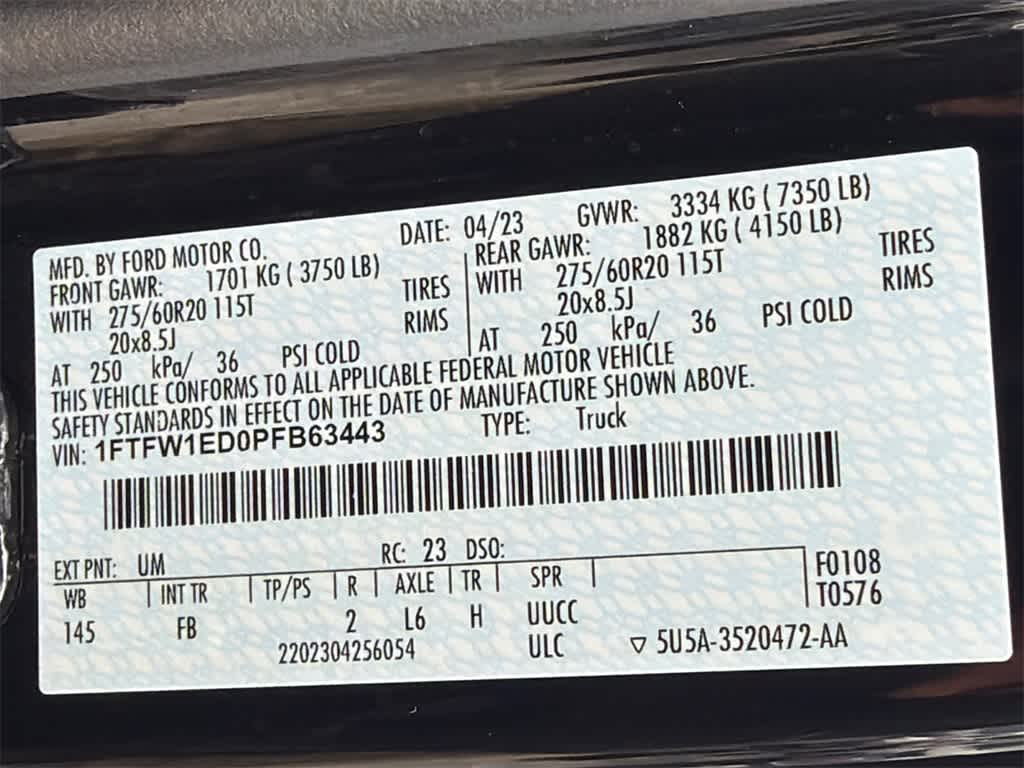 MFD. BY FORD MOTOR CO. DATE: 04/23 GVWR: 3334 KG ( 7350 LB)
FRONT GAWR: 1701 KG ( 3750 LB) REAR GAWR: 1882 KG ( 4150 LB)
WITH 275/60R20 115T TIRES WITH 275/60R20 115T TIRES
20x8.5J RIMS 20x8.5J RIMS
AT 250 kPa/ 36 PSI COLD AT 250 kPa/ 36 PSI COLD
THIS VEHICLE CONFORMS TO ALL APPLICABLE FEDERAL MOTOR VEHICLE
SAFETY STANDARDS IN EFFECT ON THE DATE OF MANUFACTURE SHOWN ABOVE.
VIN: 1FTFW1ED0PFB63443 TYPE: Truck
EXT PNT: UM RC: 23 DSO:
WB INT TR TP/PS R AXLE TR SPR F0108
145 FB 2 L6 H UUCC T0576
2202304256054 ULC ▽ 5U5A-3520472-AA